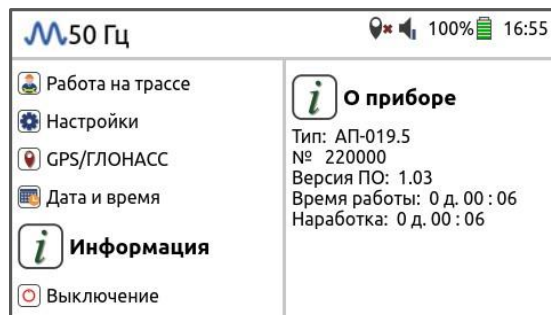 50 Гц
100% 16:55
Работа на трассе
Настройки
GPS/ГЛОНАСС
Дата и время
Информация
Выключение
О приборе
Тип: АП-019.5
№ 220000
Версия ПО: 1.03
Время работы: 0 д. 00 : 06
Наработка: 0 д. 00 : 06